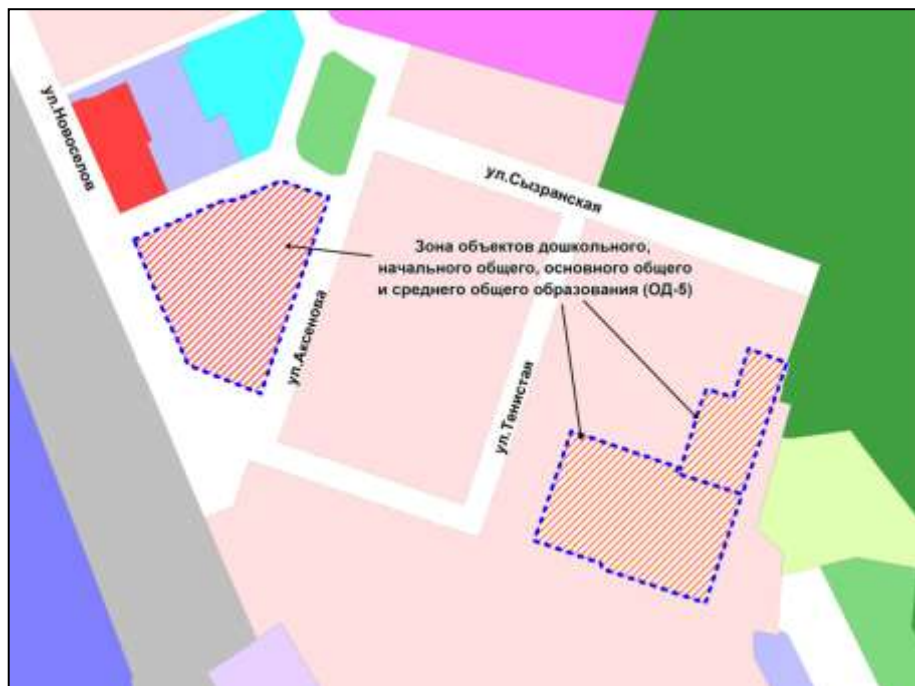 ул.Новоселов
ул.Сызранская
Зона объектов дошкольного,
начального общего, основного общего
и среднего общего образования (ОД-5)
ул.Аксенова
ул.Тенистая